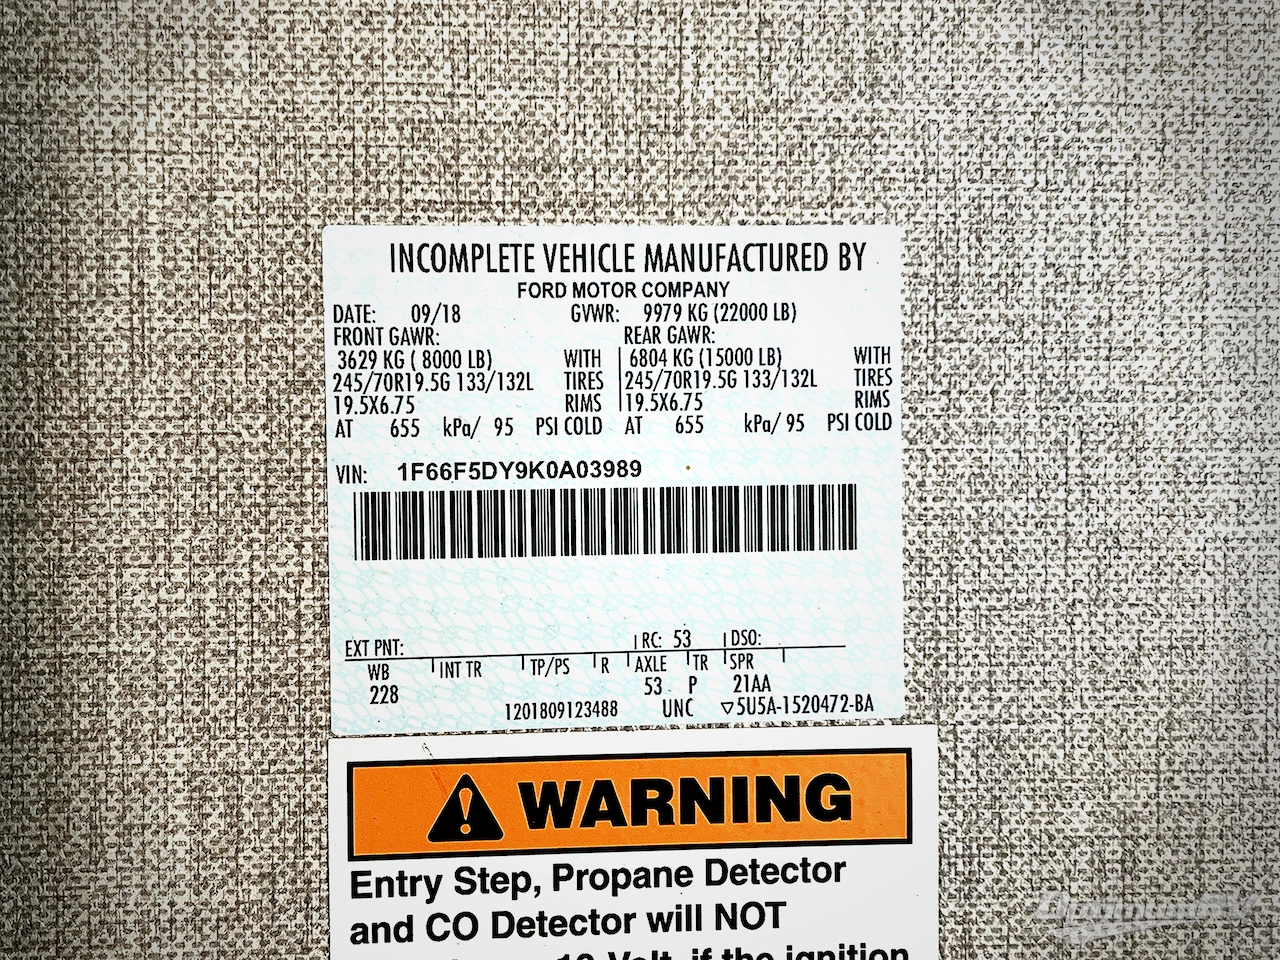 INCOMPLETE VEHICLE MANUFACTURED BY
FORD MOTOR COMPANY
DATE: 09/18 GVWR: 9979 KG (22000 LB)
FRONT GAWR: REAR GAWR:
3629 KG ( 8000 LB) WITH 6804 KG (15000 LB) WITH
245/70R19.5G 133/132L TIRES 245/70R19.5G 133/132L TIRES
19.5X6.75 RIMS 19.5X6.75 RIMS
AT 655 kPa/ 95 PSI COLD AT 655 kPa/ 95 PSI COLD
VIN: 1F66F5DY9K0A03989
EXT PNT: RC: 53 DSO:
WB INT TR TP/PS R AXLE TR SPR
228 53 P 21AA
1201809123488 UNC ▽5U5A-1520472-BA
WARNING
Entry Step, Propane Detector
and CO Detector will NOT
Volt, if the ignition